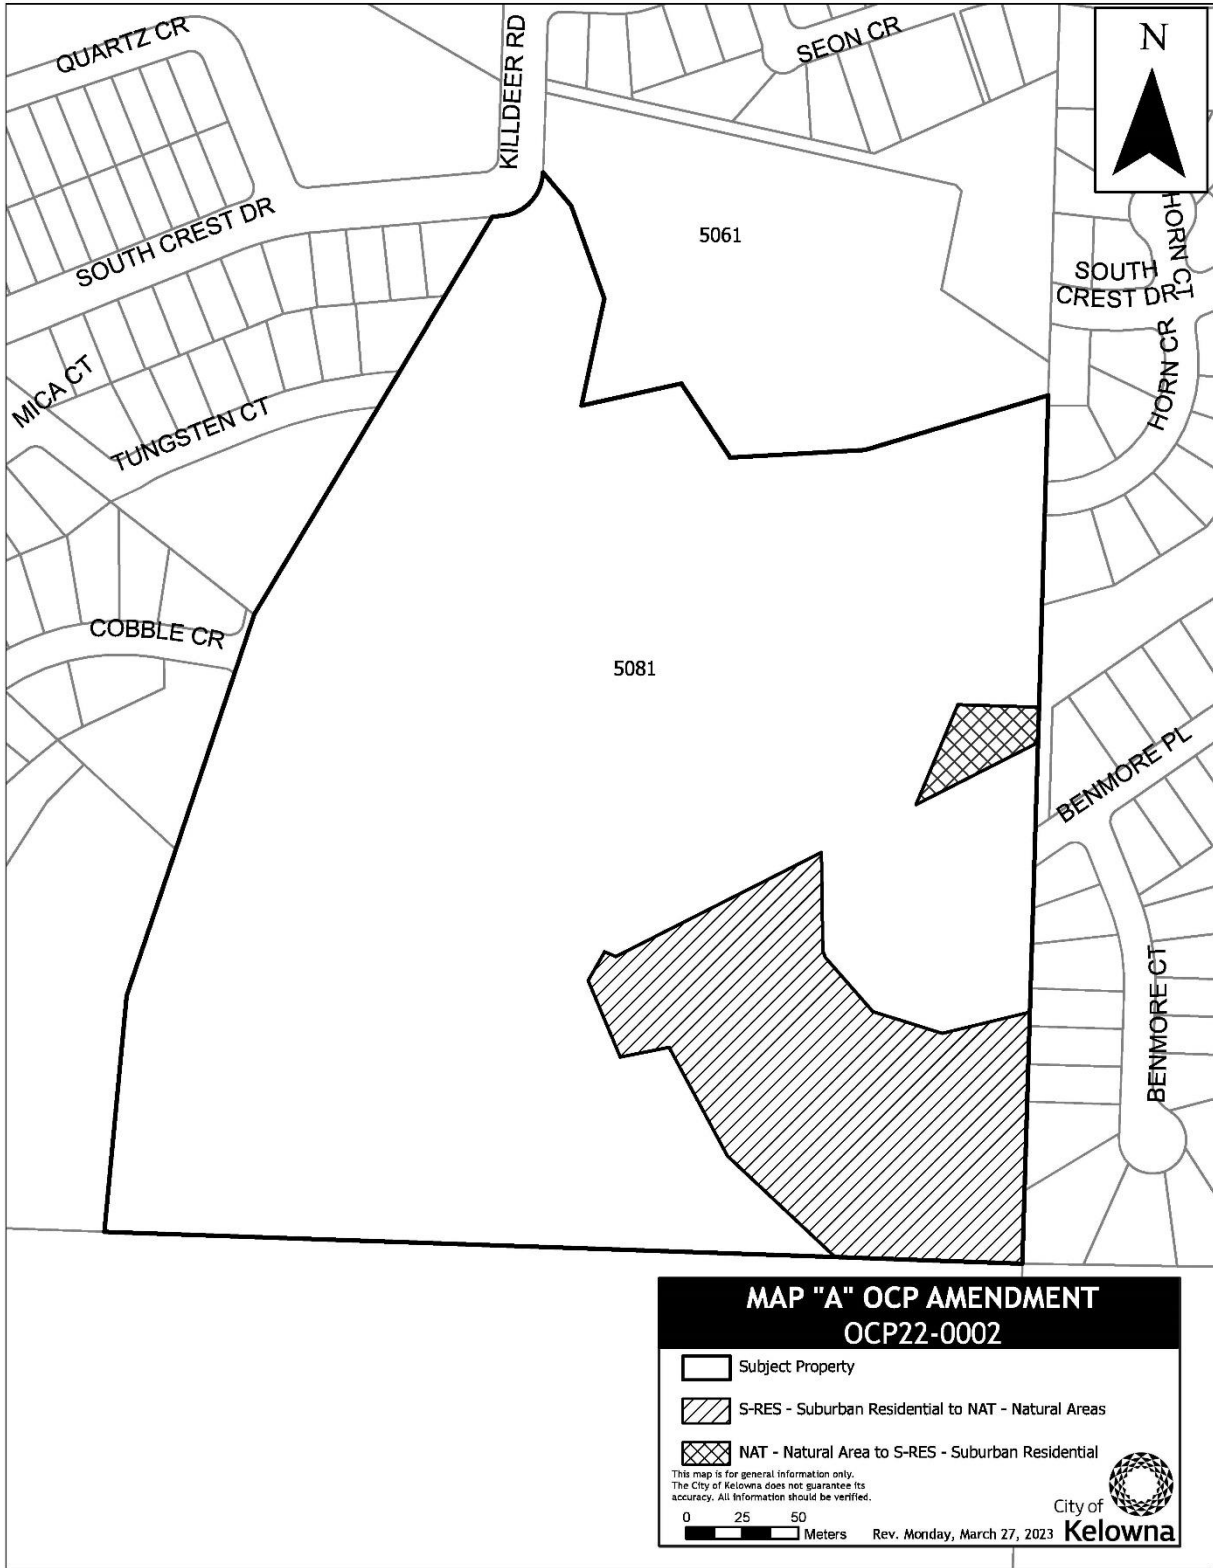 QUARTZ CR
KILLDEER RD
SEON CR
N
SOUTH CREST DR
5061
HORN CT
SOUTH
CREST DR
HORN CR
MICA CT
TUNGSTEN CT
COBBLE CR
5081
BENMORE PL
BENMORE CT
MAP "A" OCP AMENDMENT
OCP22-0002
Subject Property
S-RES - Suburban Residential to NAT - Natural Areas
NAT - Natural Area to S-RES - Suburban Residential
This map is for general information only.
The City of Kelowna does not guarantee its
accuracy. All information should be verified.
0 25 50
Meters
Rev. Monday, March 27, 2023
City of
Kelowna